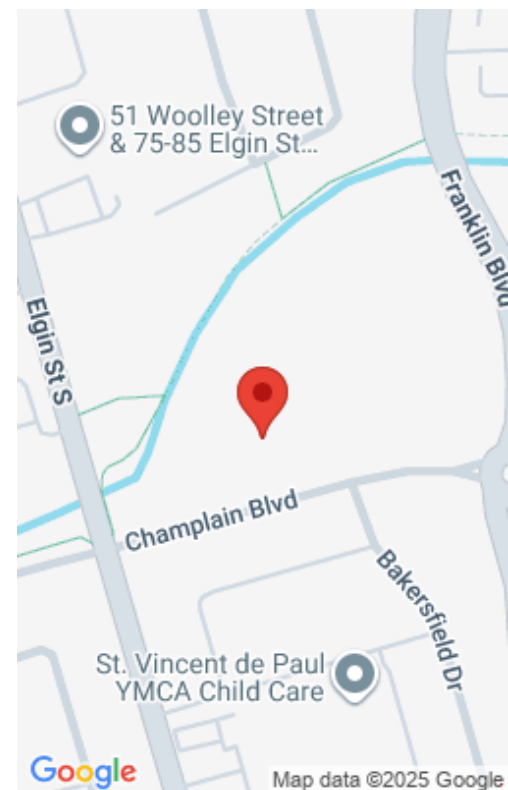 51 Woolley Street
& 75-85 Elgin St...
Franklin Blvd
Elgin St S
Champlain Blvd
Bakersfield Dr
St. Vincent de Paul
YMCA Child Care
Google
Map data ©2025 Google